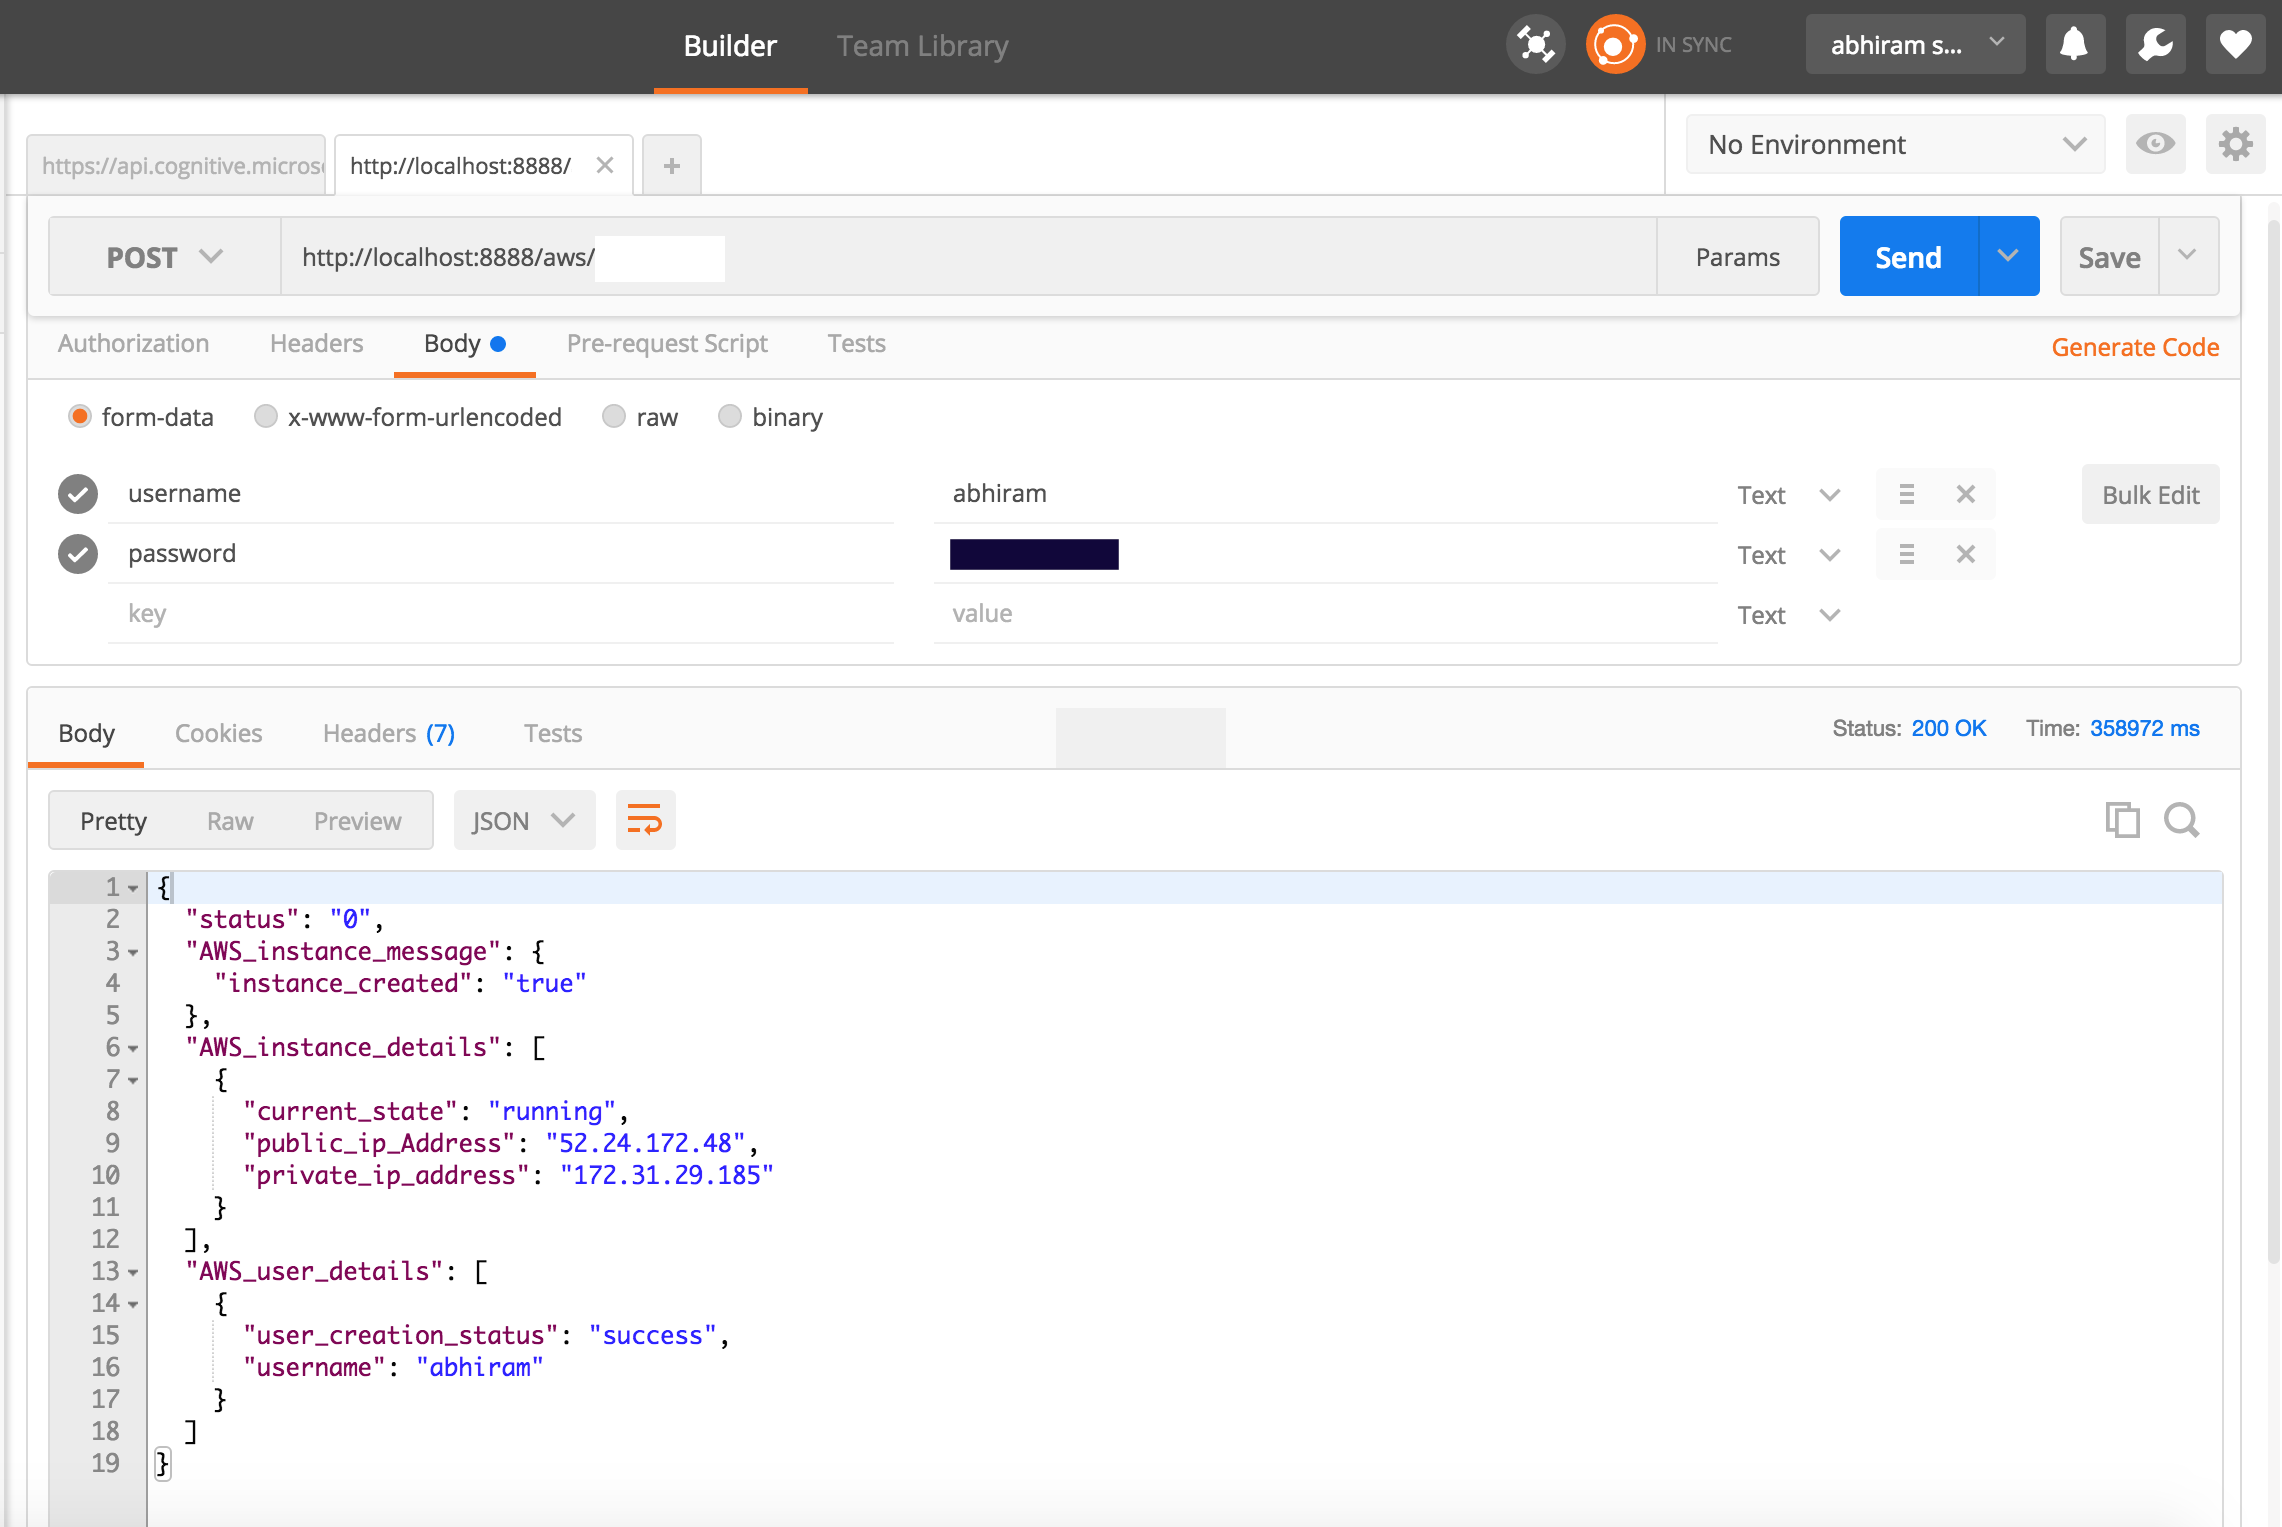 Builder Team Library IN SYNC abhiram s...
https://api.cognitive.micros http://localhost:8888/ No Environment
POST http://localhost:8888/aws/ Params Send Save
Authorization Headers Body Pre-request Script Tests Generate Code
form-data x-www-form-urlencoded raw binary
username abhiram Text Bulk Edit
password Text
key value Text
Body Cookies Headers (7) Tests Status: 200 OK Time: 358972 ms
Pretty Raw Preview JSON
1 {
2 "status": "0",
3 "AWS_instance_message": {
4 "instance_created": "true"
5 },
6 "AWS_instance_details": [
7 {
8 "current_state": "running",
9 "public_ip_Address": "52.24.172.48",
10 "private_ip_address": "172.31.29.185"
11 }
12 ],
13 "AWS_user_details": [
14 {
15 "user_creation_status": "success",
16 "username": "abhiram"
17 }
18 ]
19 }